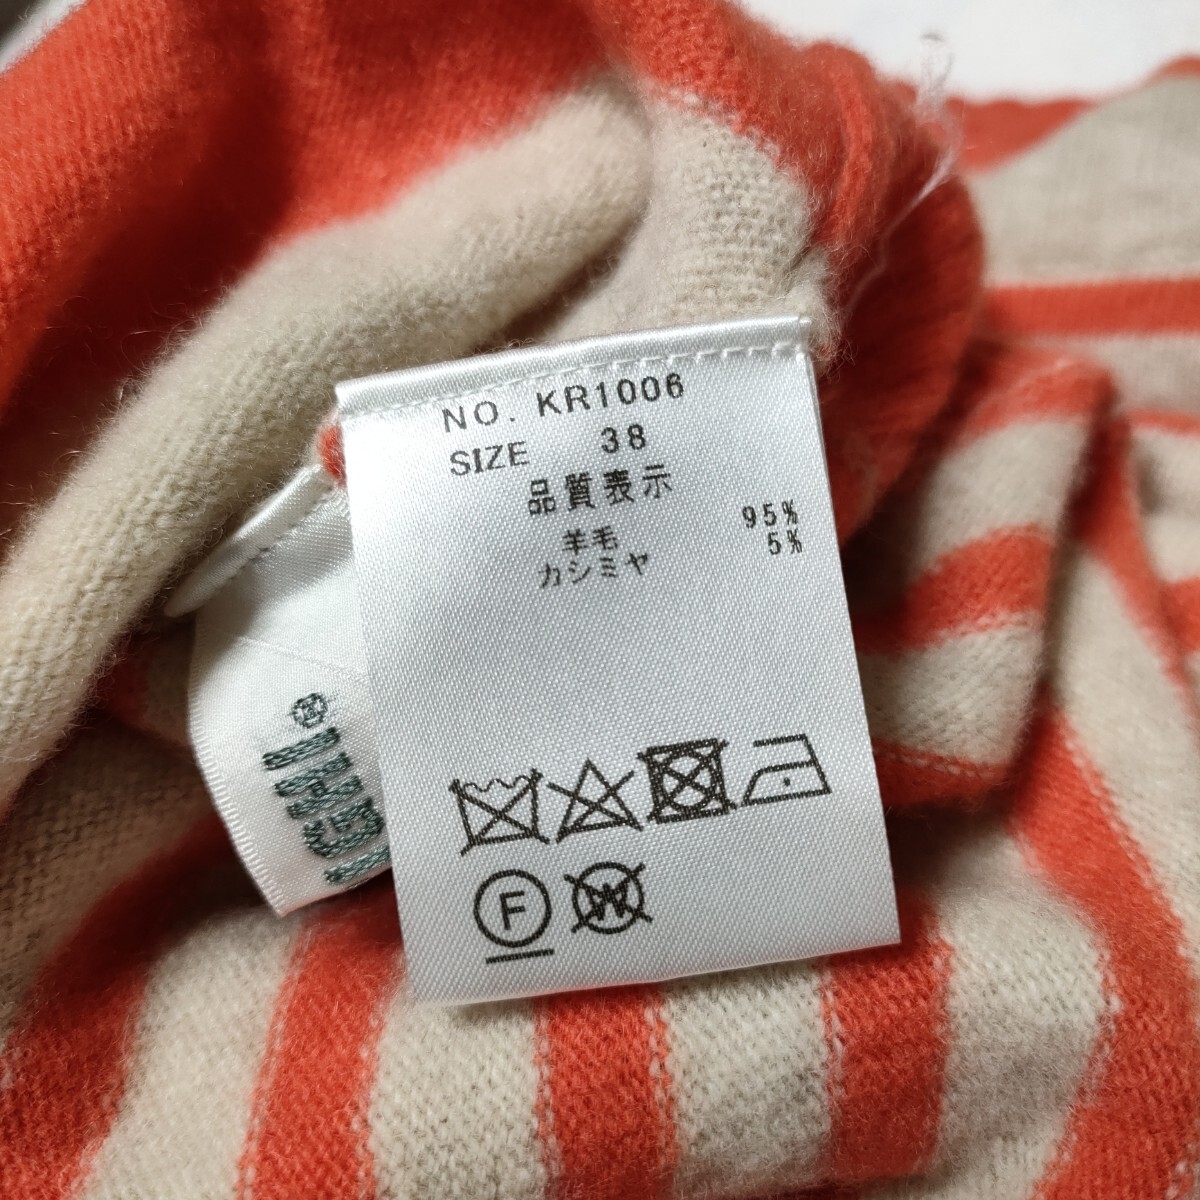 NO. KR1006
SIZE 38
品質表示
羊毛 95%
カシミヤ 5%
F
W